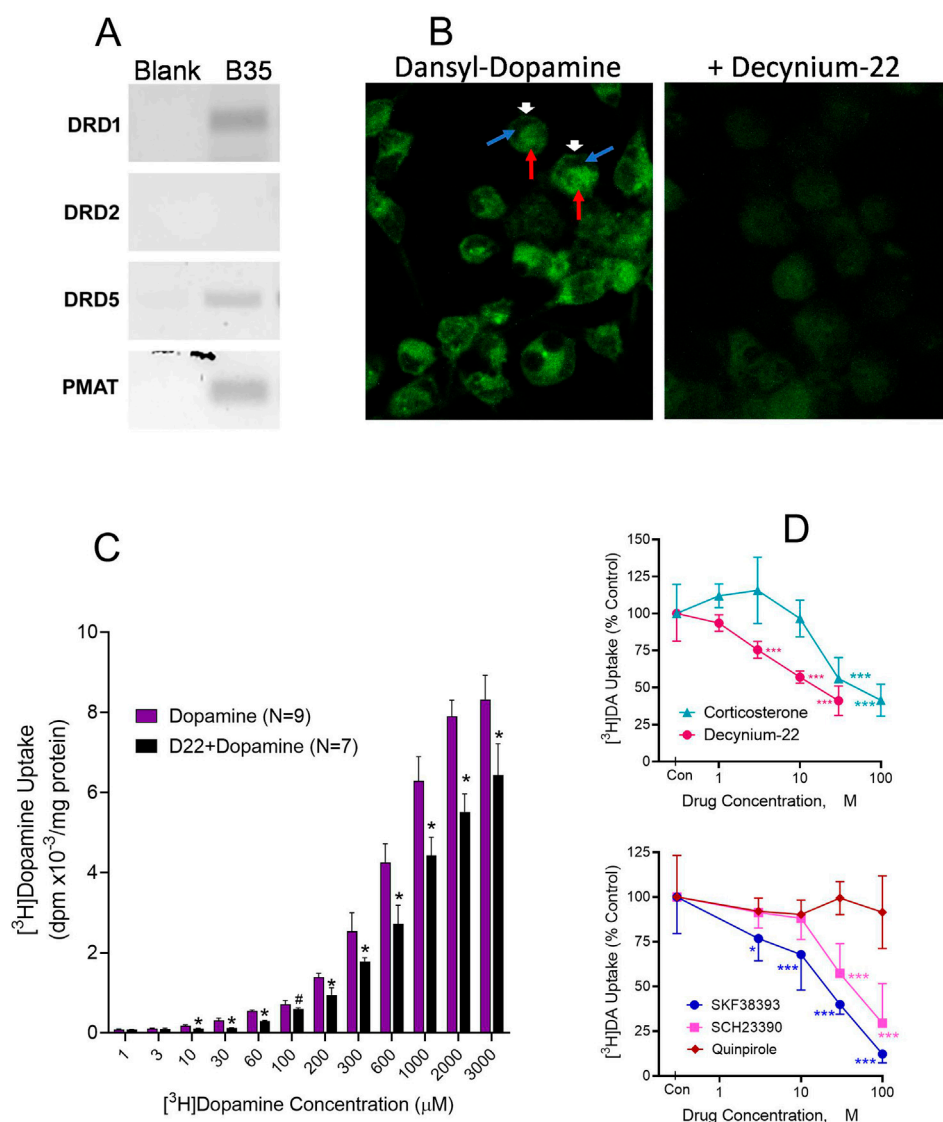 A
Blank B35
DRD1
DRD2
DRD5
PMAT
B
Dansyl-Dopamine + Decynium-22
C
[³H]Dopamine Uptake
(dpm x10⁻³/mg protein)
10
8
6
4
2
0
Dopamine (N=9)
D22+Dopamine (N=7)
* * # * * * * * * *
1 3 10 30 60 100 200 300 600 1000 2000 3000
[³H]Dopamine Concentration (μM)
D
[³H]DA Uptake (% Control)
150
125
100
75
50
25
0
***
***
***
***
***
Corticosterone
Decynium-22
Con 1 10 100
Drug Concentration, M
[³H]DA Uptake (% Control)
125
100
75
50
25
0
*
***
***
***
***
***
SKF38393
SCH23390
Quinpirole
Con 1 10 100
Drug Concentration, M